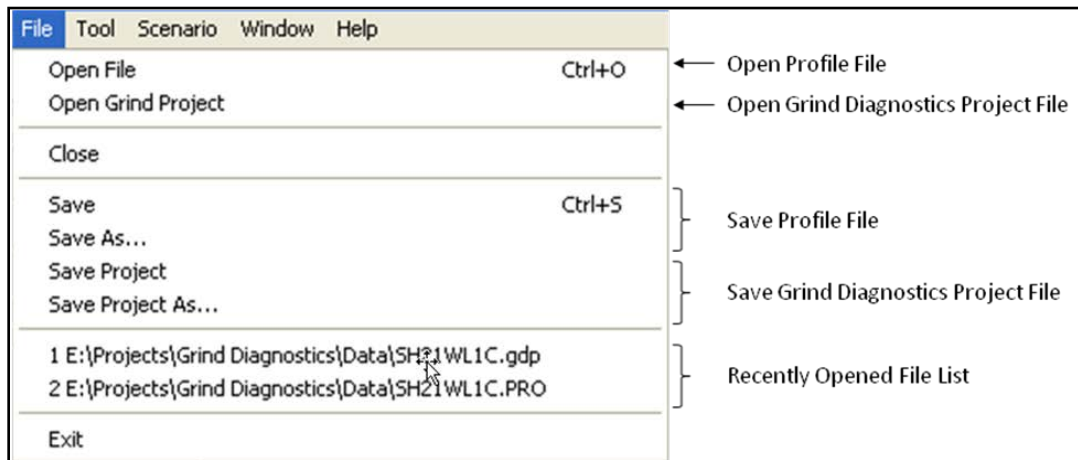 File Tool Scenario Window Help
Open File Ctrl+O Open Profile File
Open Grind Project Open Grind Diagnostics Project File
Close
Save Ctrl+S
Save As...
Save Profile File
Save Project
Save Project As...
Save Grind Diagnostics Project File
1 E:\Projects\Grind Diagnostics\Data\SH21WL1C.gdp
2 E:\Projects\Grind Diagnostics\Data\SH21WL1C.PRO
Recently Opened File List
Exit